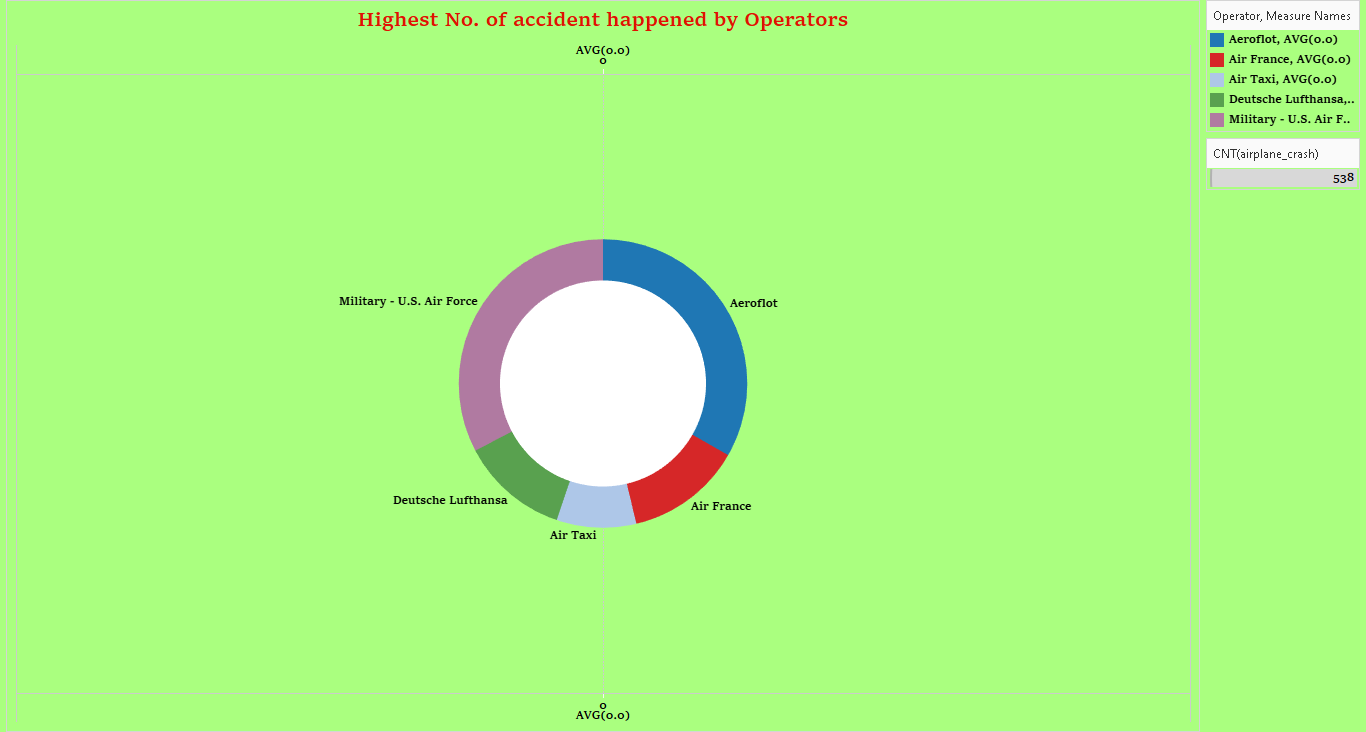 Highest No. of accident happened by Operators
AVG(0.0)
0
Military - U.S. Air Force
Aeroflot
Deutsche Lufthansa
Air France
Air Taxi
0
AVG(0.0)
Operator, Measure Names
Aeroflot, AVG(0.0)
Air France, AVG(0.0)
Air Taxi, AVG(0.0)
Deutsche Lufthansa,..
Military - U.S. Air F..
CNT(airplane_crash)
538